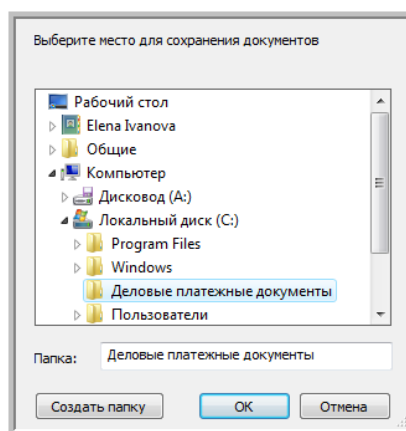 Выберите место для сохранения документов
Рабочий стол
Elena Ivanova
Общие
Компьютер
Дисковод (A:)
Локальный диск (C:)
Program Files
Windows
Деловые платежные документы
Пользователи
Папка: Деловые платежные документы
Создать папку OK Отмена